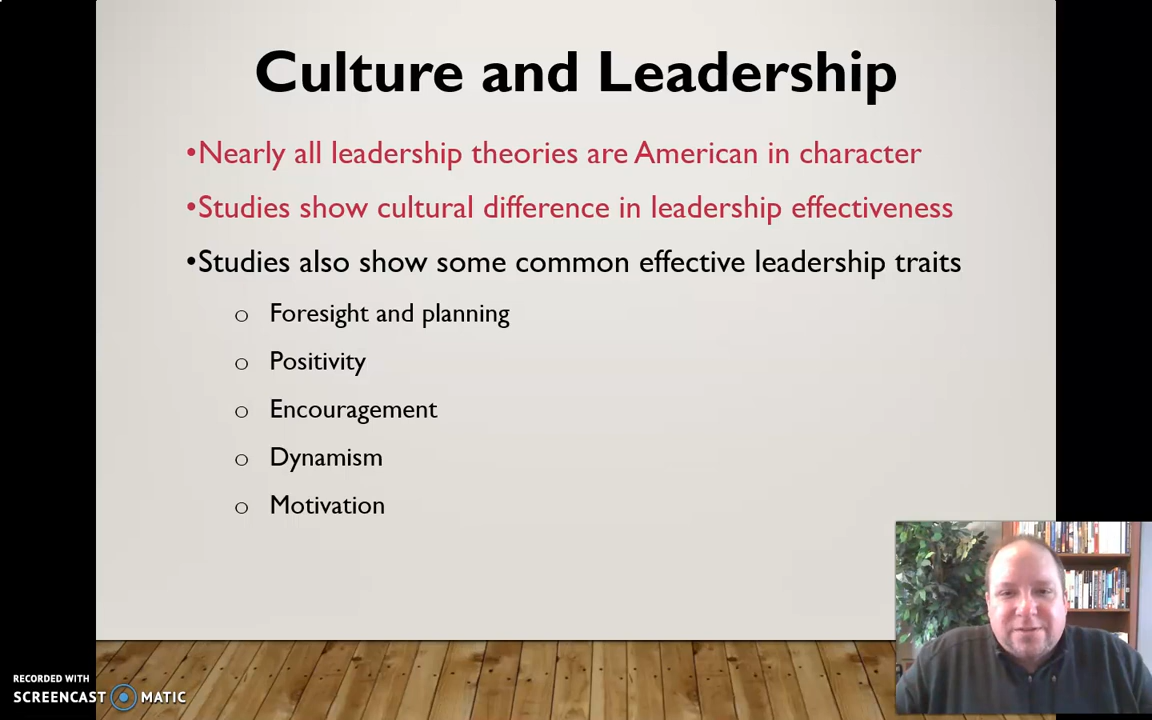 Culture and Leadership
•Nearly all leadership theories are American in character
•Studies show cultural difference in leadership effectiveness
•Studies also show some common effective leadership traits
o Foresight and planning
o Positivity
o Encouragement
o Dynamism
o Motivation
RECORDED WITH
SCREENCAST MATIC